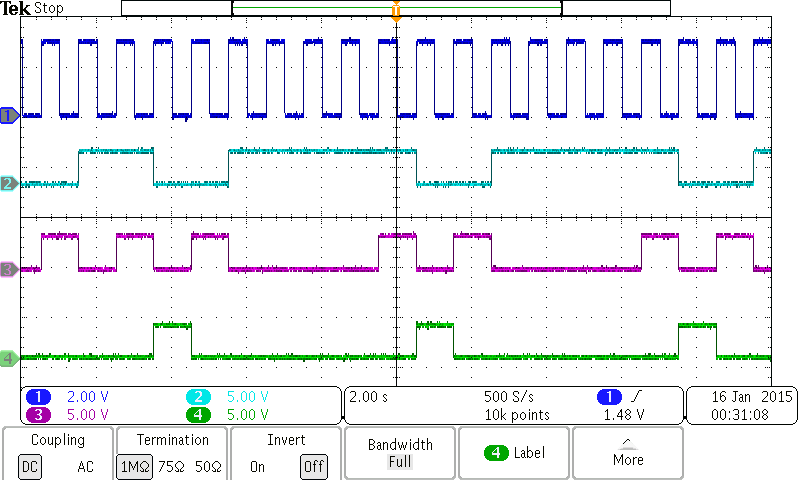 Tek Stop
T
1
2
3
4
1 2.00 V 2 5.00 V 2.00 s 500 S/s 1 1.48 V 16 Jan 2015
3 5.00 V 4 5.00 V 10k points 00:31:08
Coupling Termination Invert Bandwidth 4 Label More
DC AC 1MΩ 75Ω 50Ω On Off Full